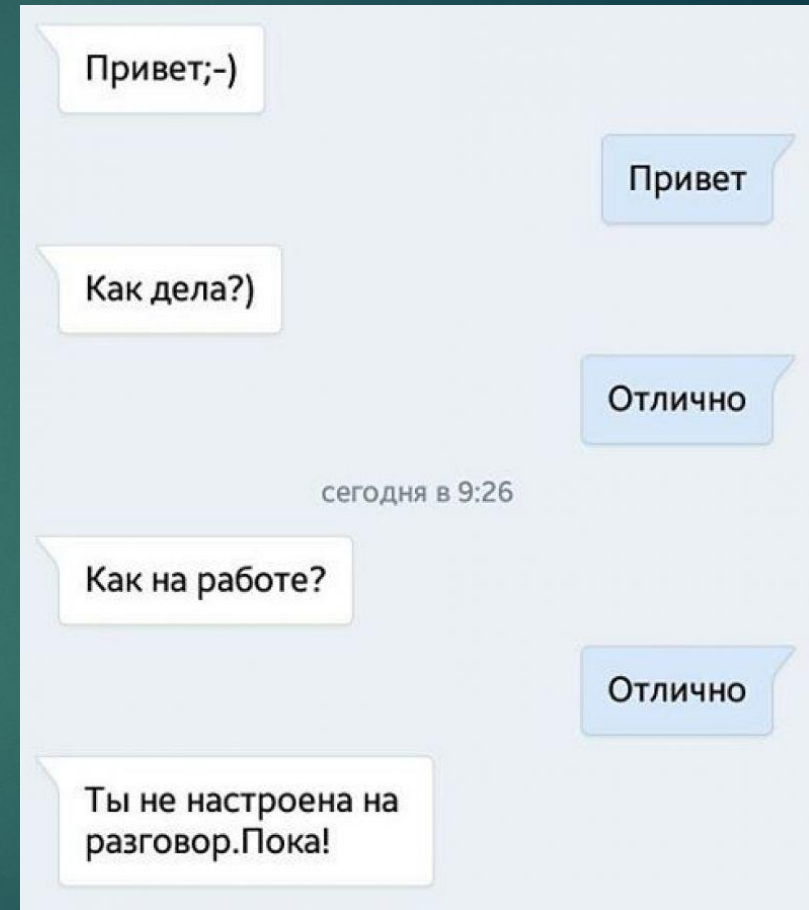 Привет;-)
Привет
Как дела?)
Отлично
сегодня в 9:26
Как на работе?
Отлично
Ты не настроена на
разговор.Пока!